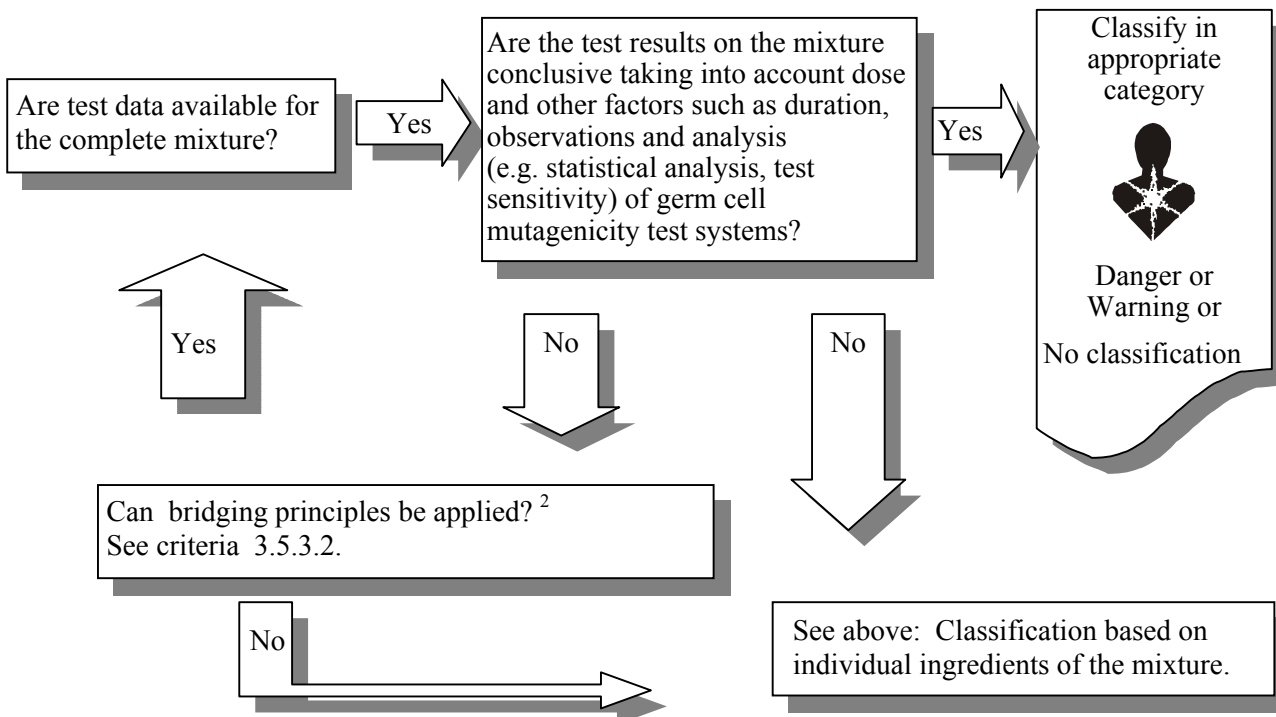 Are test data available for
the complete mixture?
Yes
Are the test results on the mixture
conclusive taking into account dose
and other factors such as duration,
observations and analysis
(e.g. statistical analysis, test
sensitivity) of germ cell
mutagenicity test systems?
Yes
Classify in
appropriate
category
Danger or
Warning or
No classification
Yes
No
No
Can bridging principles be applied? 2
See criteria 3.5.3.2.
No
See above: Classification based on
individual ingredients of the mixture.